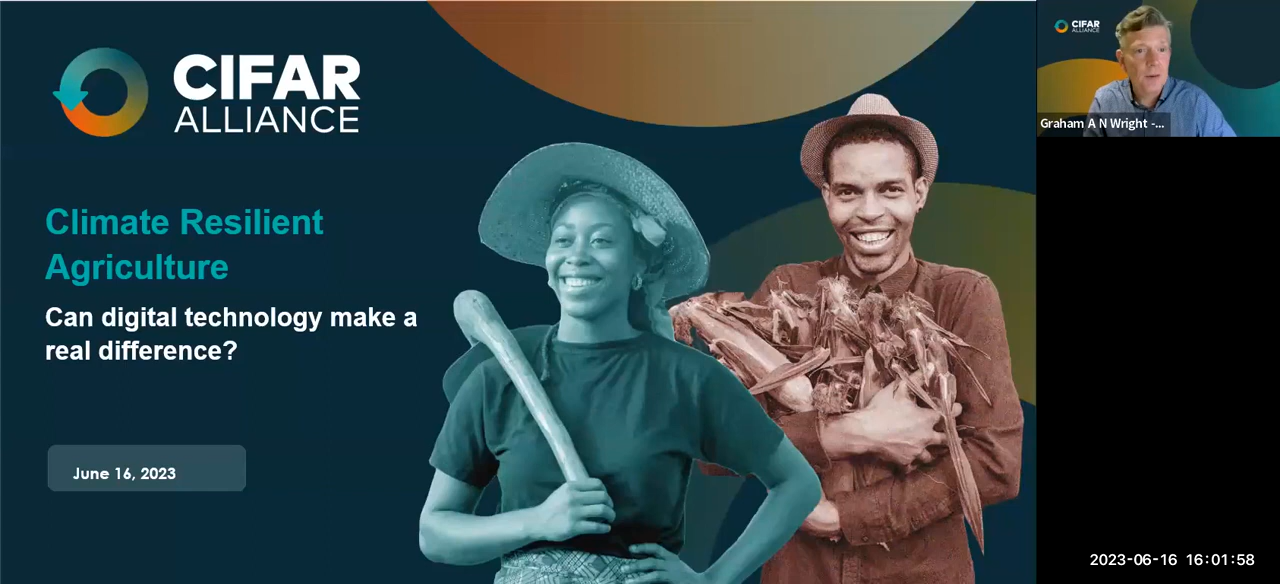 CIFAR
ALLIANCE
Climate Resilient
Agriculture
Can digital technology make a
real difference?
June 16, 2023
CIFAR
ALLIANCE
Graham A N Wright -...
2023-06-16 16:01:58